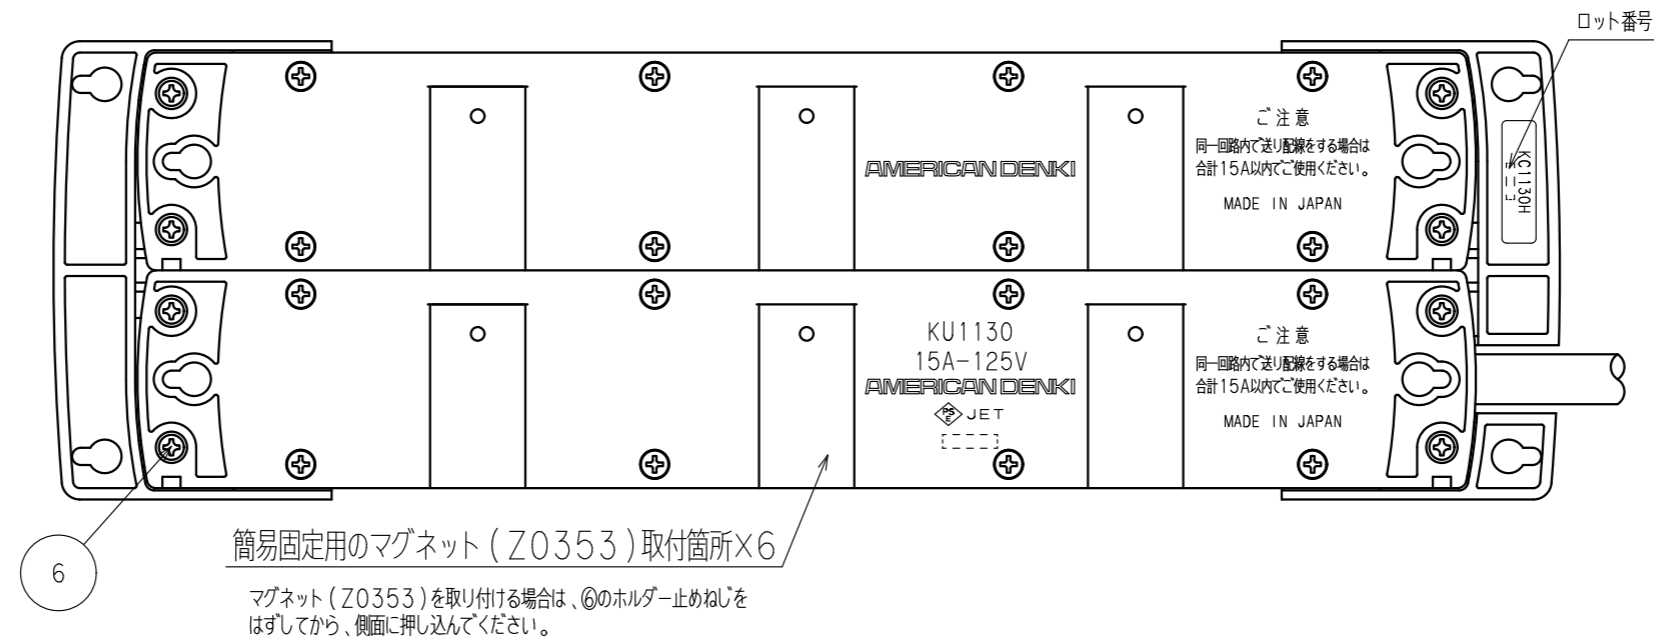 ロット番号
ご注意
同一回路内で送り配線をする場合は
合計15A以内でご使用ください。
MADE IN JAPAN
AMERICAN DENKI
KC1130H
KU1130
15A-125V
AMERICAN DENKI
PS
E
JET
ご注意
同一回路内で送り配線をする場合は
合計15A以内でご使用ください。
MADE IN JAPAN
6
簡易固定用のマグネット(Z0353)取付箇所×6
マグネット(Z0353)を取り付ける場合は、⑥のホルダー止めねじを
はずしてから、側面に押し込んでください。